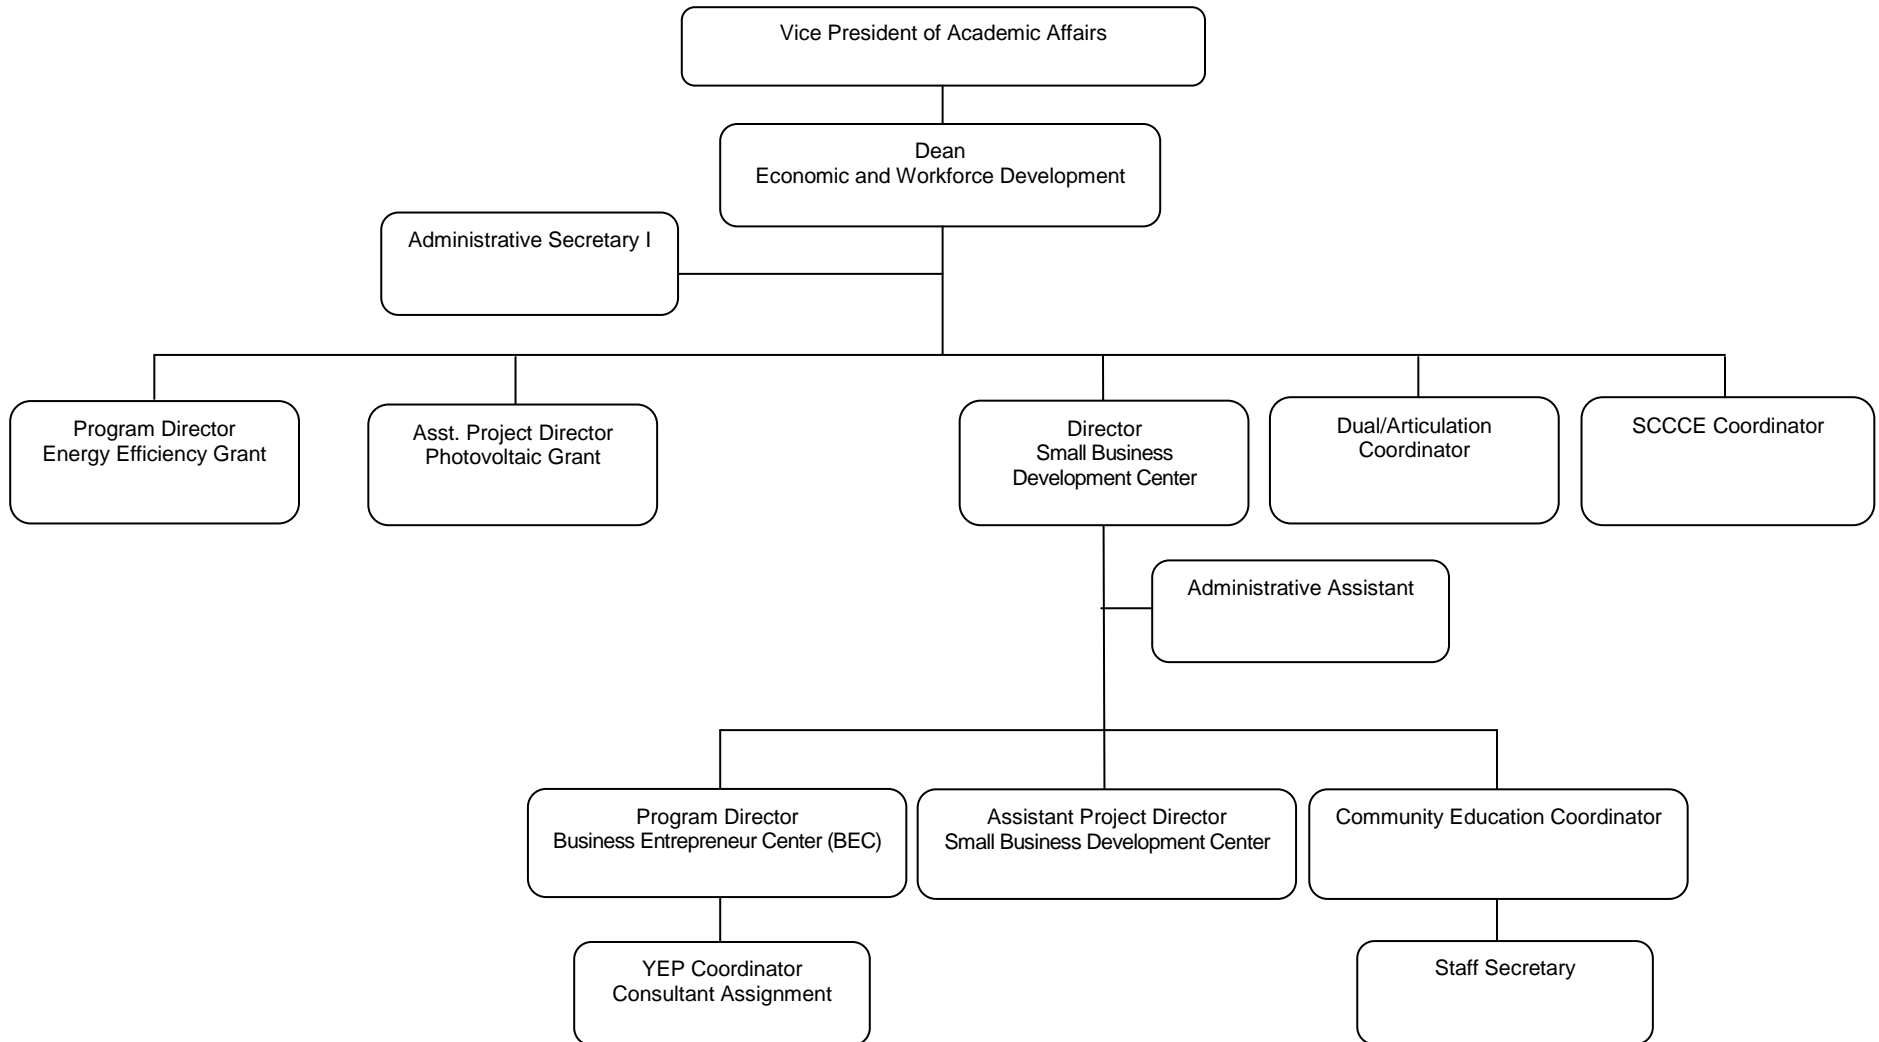 Vice President of Academic Affairs
Dean
Economic and Workforce Development
Administrative Secretary I
Program Director
Energy Efficiency Grant
Asst. Project Director
Photovoltaic Grant
Director
Small Business
Development Center
Dual/Articulation
Coordinator
SCCCE Coordinator
Administrative Assistant
Program Director
Business Entrepreneur Center (BEC)
Assistant Project Director
Small Business Development Center
Community Education Coordinator
YEP Coordinator
Consultant Assignment
Staff Secretary